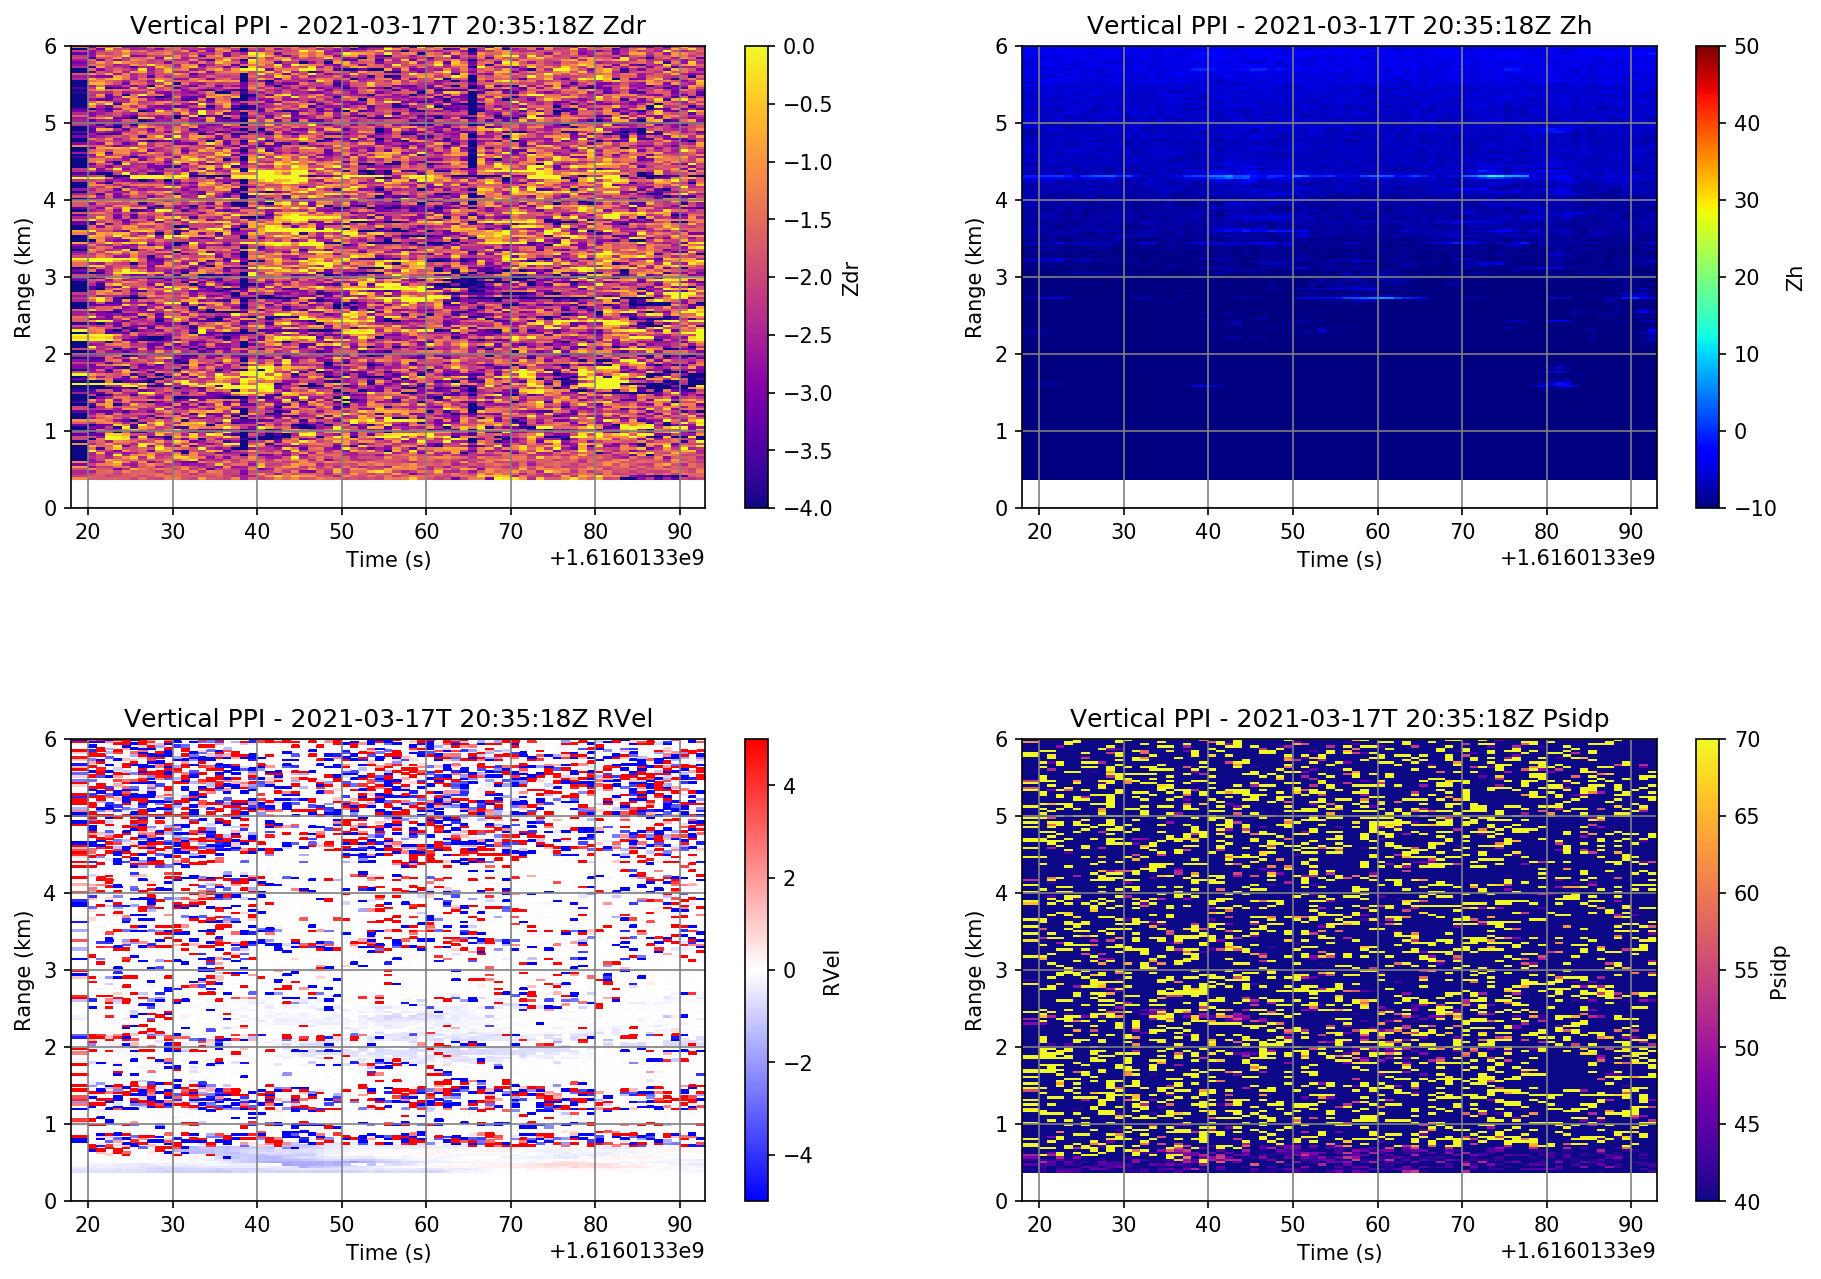 Vertical PPI - 2021-03-17T 20:35:18Z Zdr
6
5
4
3
2
1
0
Range (km)
20 30 40 50 60 70 80 90
Time (s)
+1.6160133e9
0.0
−0.5
−1.0
−1.5
−2.0
−2.5
−3.0
−3.5
−4.0
Zdr
Vertical PPI - 2021-03-17T 20:35:18Z Zh
6
5
4
3
2
1
0
Range (km)
20 30 40 50 60 70 80 90
Time (s)
+1.6160133e9
50
40
30
20
10
0
−10
Zh
Vertical PPI - 2021-03-17T 20:35:18Z RVel
6
5
4
3
2
1
0
Range (km)
20 30 40 50 60 70 80 90
Time (s)
+1.6160133e9
4
2
0
−2
−4
RVel
Vertical PPI - 2021-03-17T 20:35:18Z Psidp
6
5
4
3
2
1
0
Range (km)
20 30 40 50 60 70 80 90
Time (s)
+1.6160133e9
70
65
60
55
50
45
40
Psidp